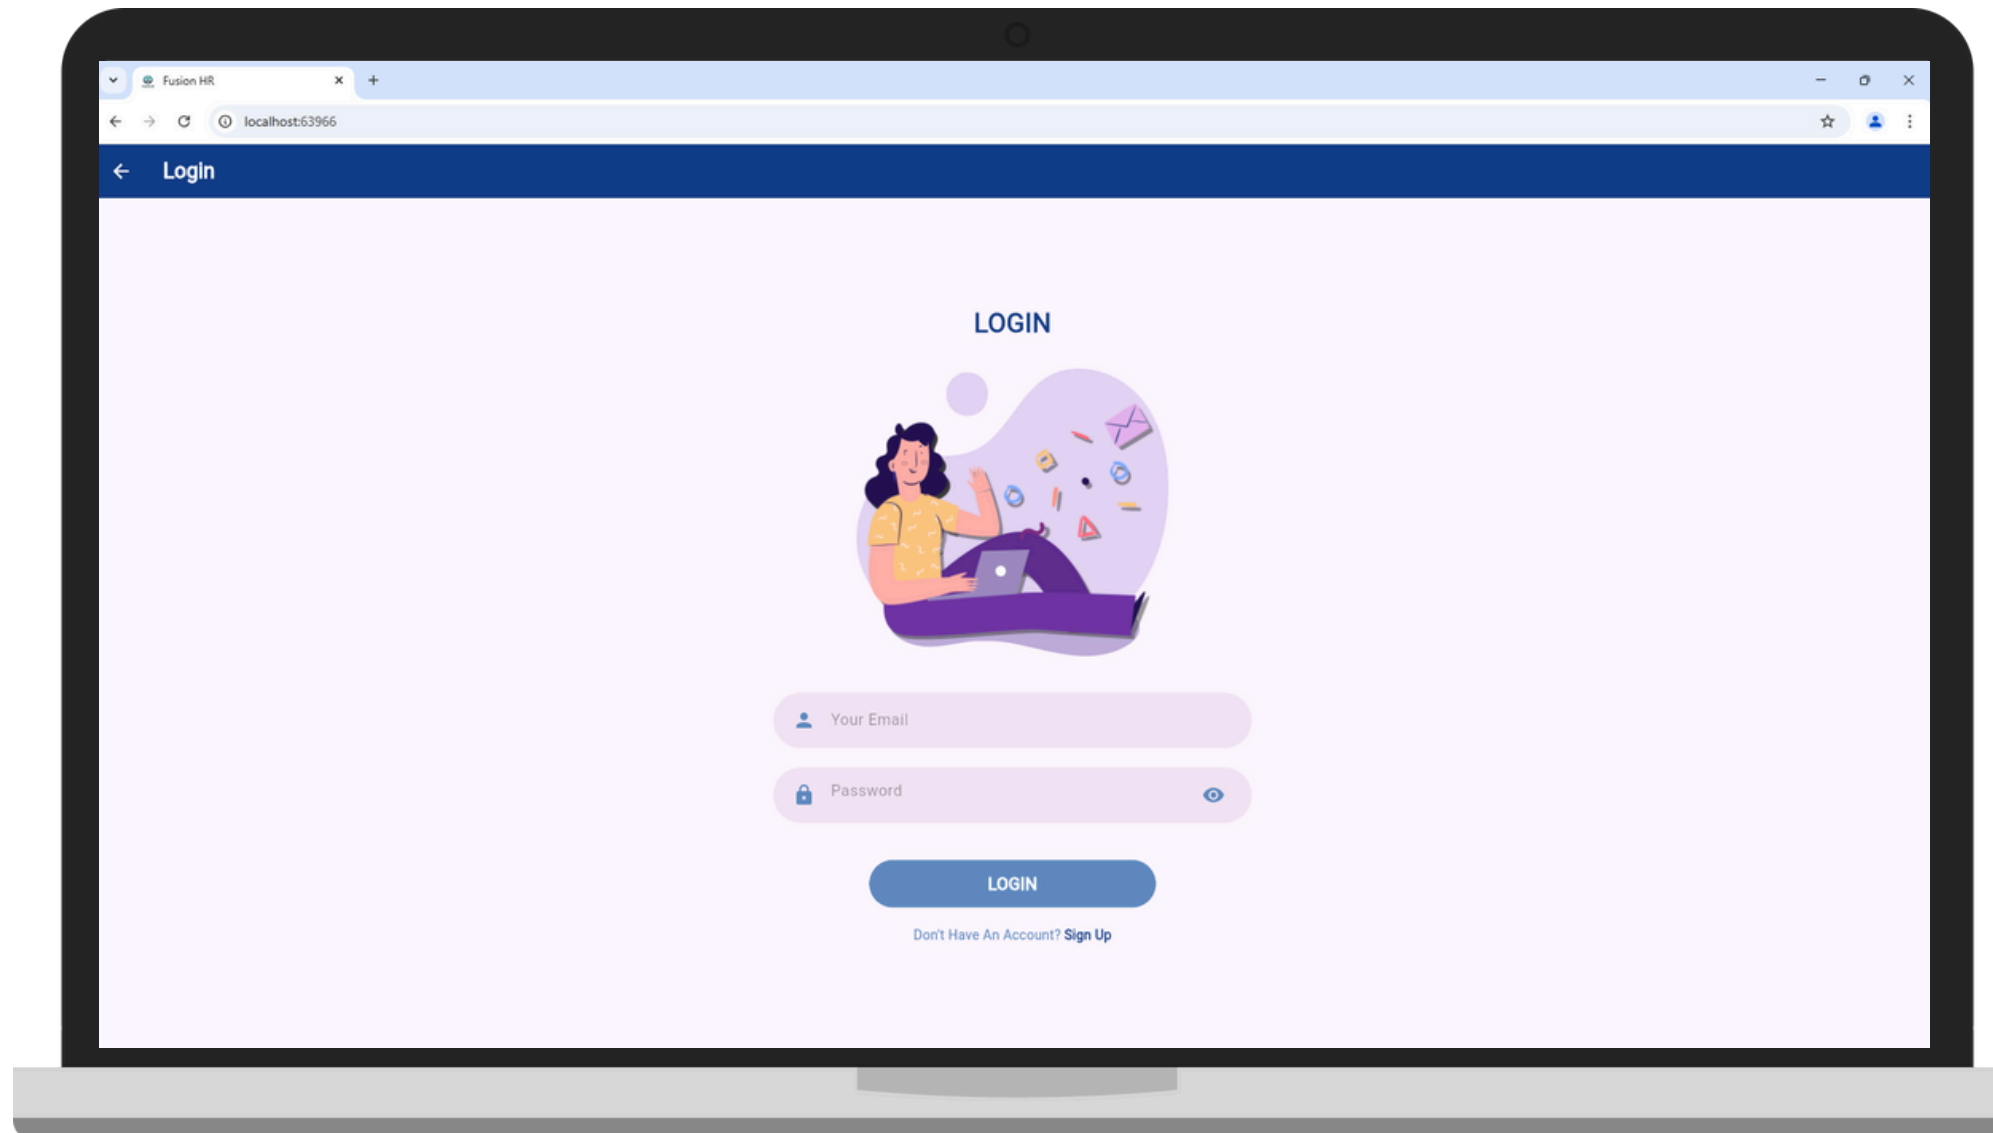 Fusion HR
localhost:63966
Login
LOGIN
Your Email
Password
LOGIN
Don't Have An Account? Sign Up